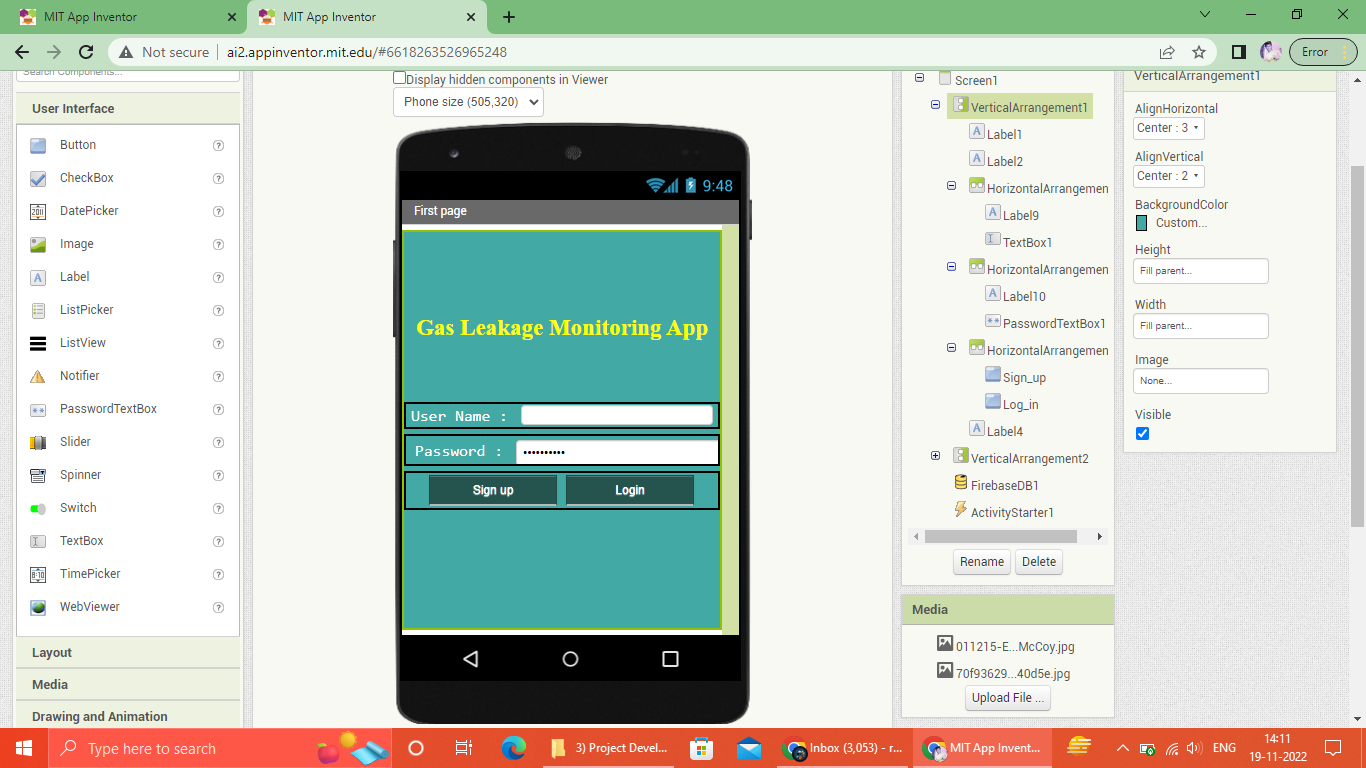 MIT App Inventor
MIT App Inventor
Not secure
ai2.appinventor.mit.edu/#6618263526965248
Error
Search Components...
User Interface
Button
CheckBox
DatePicker
Image
Label
ListPicker
ListView
Notifier
PasswordTextBox
Slider
Spinner
Switch
TextBox
TimePicker
WebViewer
Layout
Media
Drawing and Animation
Display hidden components in Viewer
Phone size (505,320)
9:48
First page
Gas Leakage Monitoring App
User Name :
Password :
Sign up
Login
Screen1
VerticalArrangement1
Label1
Label2
HorizontalArrangemen
Label9
TextBox1
HorizontalArrangemen
Label10
PasswordTextBox1
HorizontalArrangemen
Sign_up
Log_in
Label4
VerticalArrangement2
FirebaseDB1
ActivityStarter1
Rename
Delete
Media
011215-E...McCoy.jpg
70f93629...40d5e.jpg
Upload File ...
VerticalArrangement1
AlignHorizontal
Center : 3
AlignVertical
Center : 2
BackgroundColor
Custom...
Height
Fill parent...
Width
Fill parent...
Image
None...
Visible
Type here to search
3) Project Devel...
Inbox (3,053) - r...
MIT App Invent...
ENG
14:11
19-11-2022